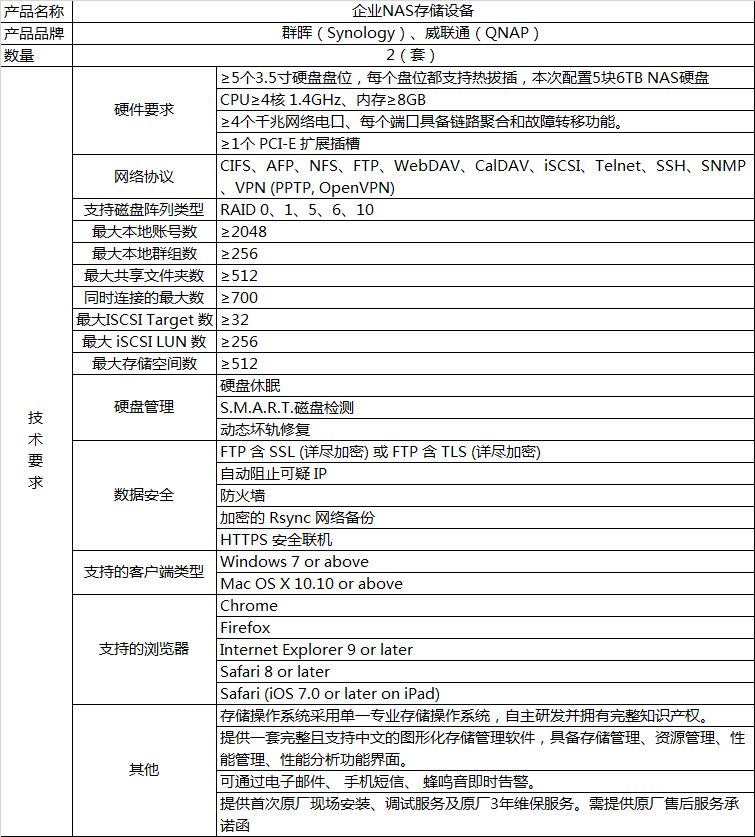 产品名称
企业NAS存储设备
产品品牌
群晖（Synology）、威联通（QNAP）
数量
2（套）
技术要求
硬件要求
≥5个3.5寸硬盘盘位，每个盘位都支持热拔插，本次配置5块6TB NAS硬盘
CPU≥4核 1.4GHz、内存≥8GB
≥4个千兆网络电口、每个端口具备链路聚合和故障转移功能。
≥1个 PCI-E 扩展插槽
网络协议
CIFS、AFP、NFS、FTP、WebDAV、CalDAV、iSCSI、Telnet、SSH、SNMP
、VPN (PPTP, OpenVPN)
支持磁盘阵列类型
RAID 0、1、5、6、10
最大本地账号数
≥2048
最大本地群组数
≥256
最大共享文件夹数
≥512
同时连接的最大数
≥700
最大ISCSI Target 数
≥32
最大 iSCSI LUN 数
≥256
最大存储空间数
≥512
硬盘管理
硬盘休眠
S.M.A.R.T.磁盘检测
动态坏轨修复
数据安全
FTP 含 SSL (详尽加密) 或 FTP 含 TLS (详尽加密)
自动阻止可疑 IP
防火墙
加密的 Rsync 网络备份
HTTPS 安全联机
支持的客户端类型
Windows 7 or above
Mac OS X 10.10 or above
支持的浏览器
Chrome
Firefox
Internet Explorer 9 or later
Safari 8 or later
Safari (iOS 7.0 or later on iPad)
其他
存储操作系统采用单一专业存储操作系统，自主研发并拥有完整知识产权。
提供一套完整且支持中文的图形化存储管理软件，具备存储管理、资源管理、性
能管理、性能分析功能界面。
可通过电子邮件、 手机短信、 蜂鸣音即时告警。
提供首次原厂现场安装、调试服务及原厂3年维保服务。需提供原厂售后服务承
诺函